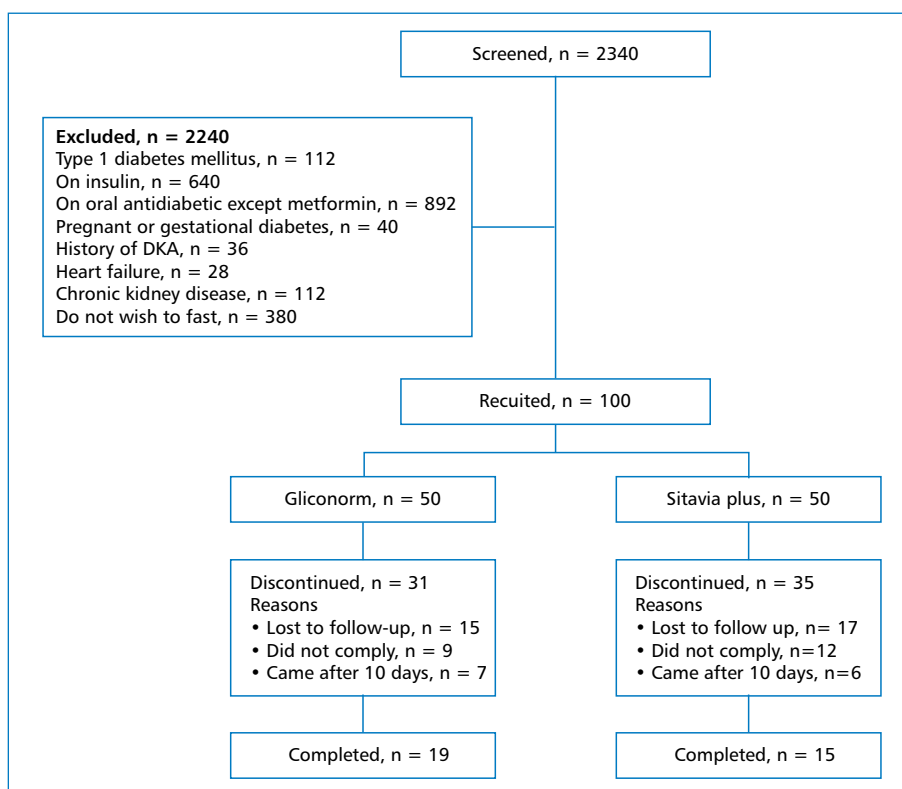 Screened, n = 2340
Excluded, n = 2240
Type 1 diabetes mellitus, n = 112
On insulin, n = 640
On oral antidiabetic except metformin, n = 892
Pregnant or gestational diabetes, n = 40
History of DKA, n = 36
Heart failure, n = 28
Chronic kidney disease, n = 112
Do not wish to fast, n = 380
Recuited, n = 100
Gliconorm, n = 50
Sitavia plus, n = 50
Discontinued, n = 31
Reasons
• Lost to follow-up, n = 15
• Did not comply, n = 9
• Came after 10 days, n = 7
Discontinued, n = 35
Reasons
• Lost to follow up, n= 17
• Did not comply, n=12
• Came after 10 days, n=6
Completed, n = 19
Completed, n = 15